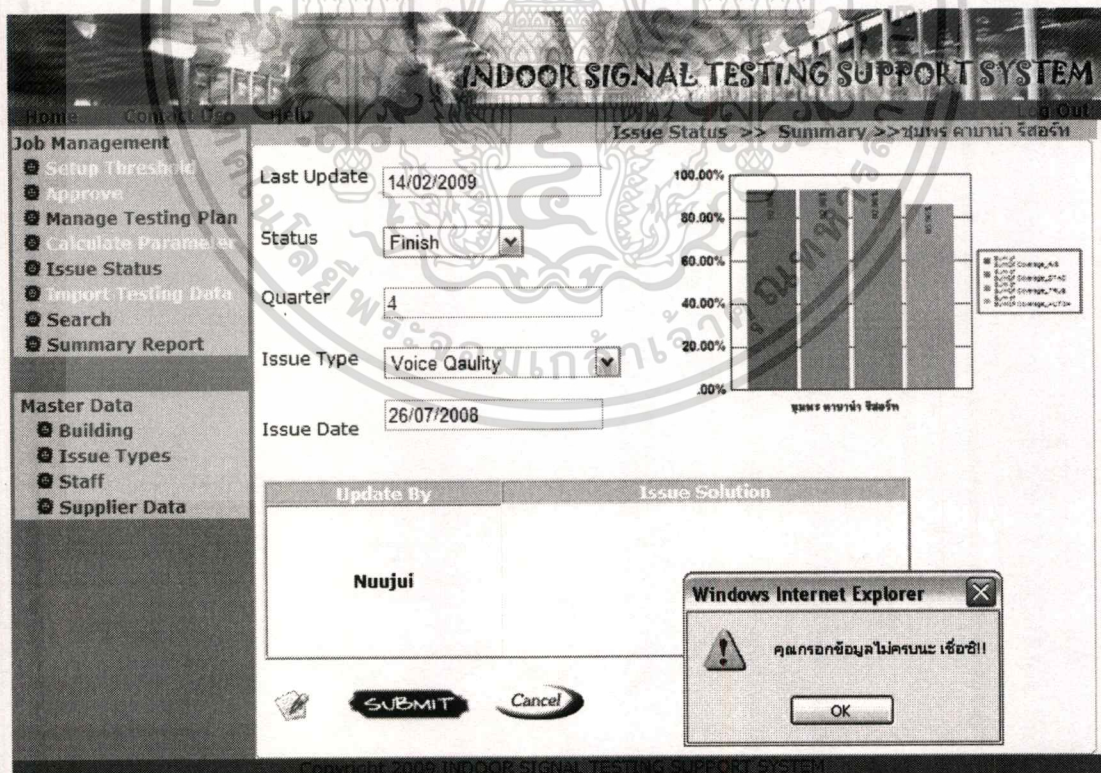 INDOOR SIGNAL TESTING SUPPORT SYSTEM
Home Contact Us Help Log Out
Issue Status >> Summary >>ชุมพร คาบาน่า รีสอร์ท
Job Management
Setup Threshold
Approve
Manage Testing Plan
Calculate Parameter
Issue Status
Import Testing Data
Search
Summary Report
Master Data
Building
Issue Types
Staff
Supplier Data
Last Update 14/02/2009
Status Finish
Quarter 4
Issue Type Voice Qaulity
Issue Date 26/07/2008
100.00%
80.00%
60.00%
40.00%
20.00%
.00%
ชุมพร คาบาน่า รีสอร์ท
Update By Issue Solution
Nuujui
SUBMIT Cancel
Windows Internet Explorer
คุณกรอกข้อมูลไม่ครบนะ เชื่อซิ!!
OK
Copyright 2009 INDOOR SIGNAL TESTING SUPPORT SYSTEM